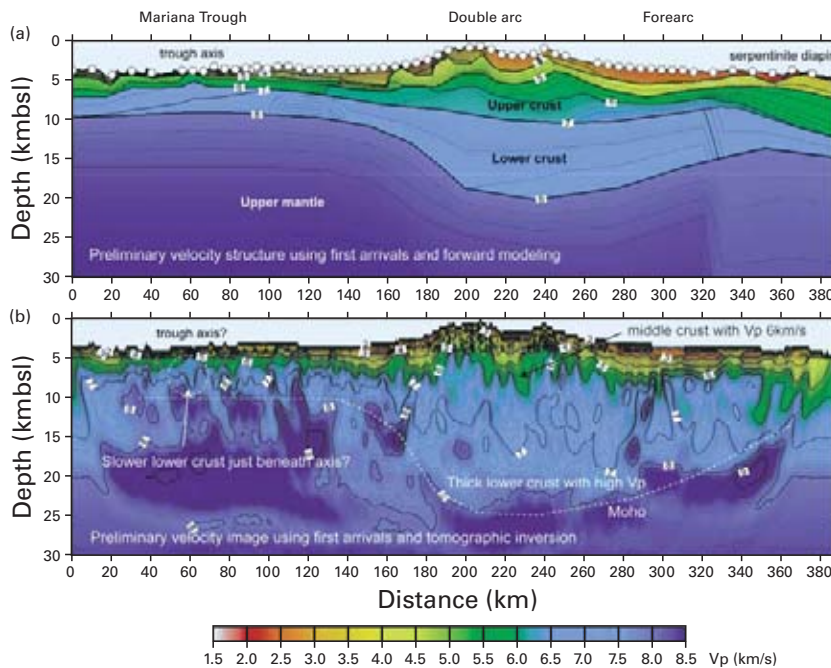 Mariana Trough Double arc Forearc
(a)
trough axis
serpentinite diapir
Upper crust
Lower crust
Upper mantle
Preliminary velocity structure using first arrivals and forward modeling
Depth (kmbsl)
0
5
10
15
20
25
30
0 20 40 60 80 100 120 140 160 180 200 220 240 260 280 300 320 340 360 380
(b)
trough axis?
middle crust with Vp 6km/s
Slower lower crust just beneath axis?
Thick lower crust with high Vp
Moho
Preliminary velocity image using first arrivals and tomographic inversion
Depth (kmbsl)
0
5
10
15
20
25
30
0 20 40 60 80 100 120 140 160 180 200 220 240 260 280 300 320 340 360 380
Distance (km)
1.5 2.0 2.5 3.0 3.5 4.0 4.5 5.0 5.5 6.0 6.5 7.0 7.5 8.0 8.5 Vp (km/s)